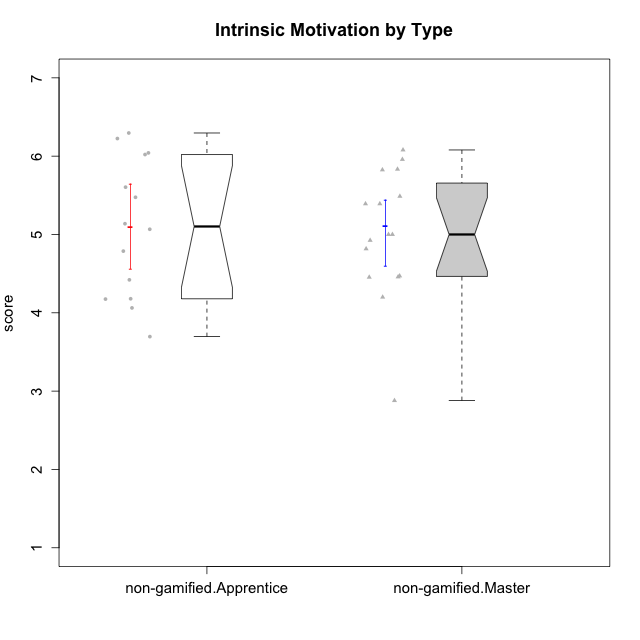 Intrinsic Motivation by Type
7
6
5
4
3
2
1
score
non-gamified.Apprentice
non-gamified.Master